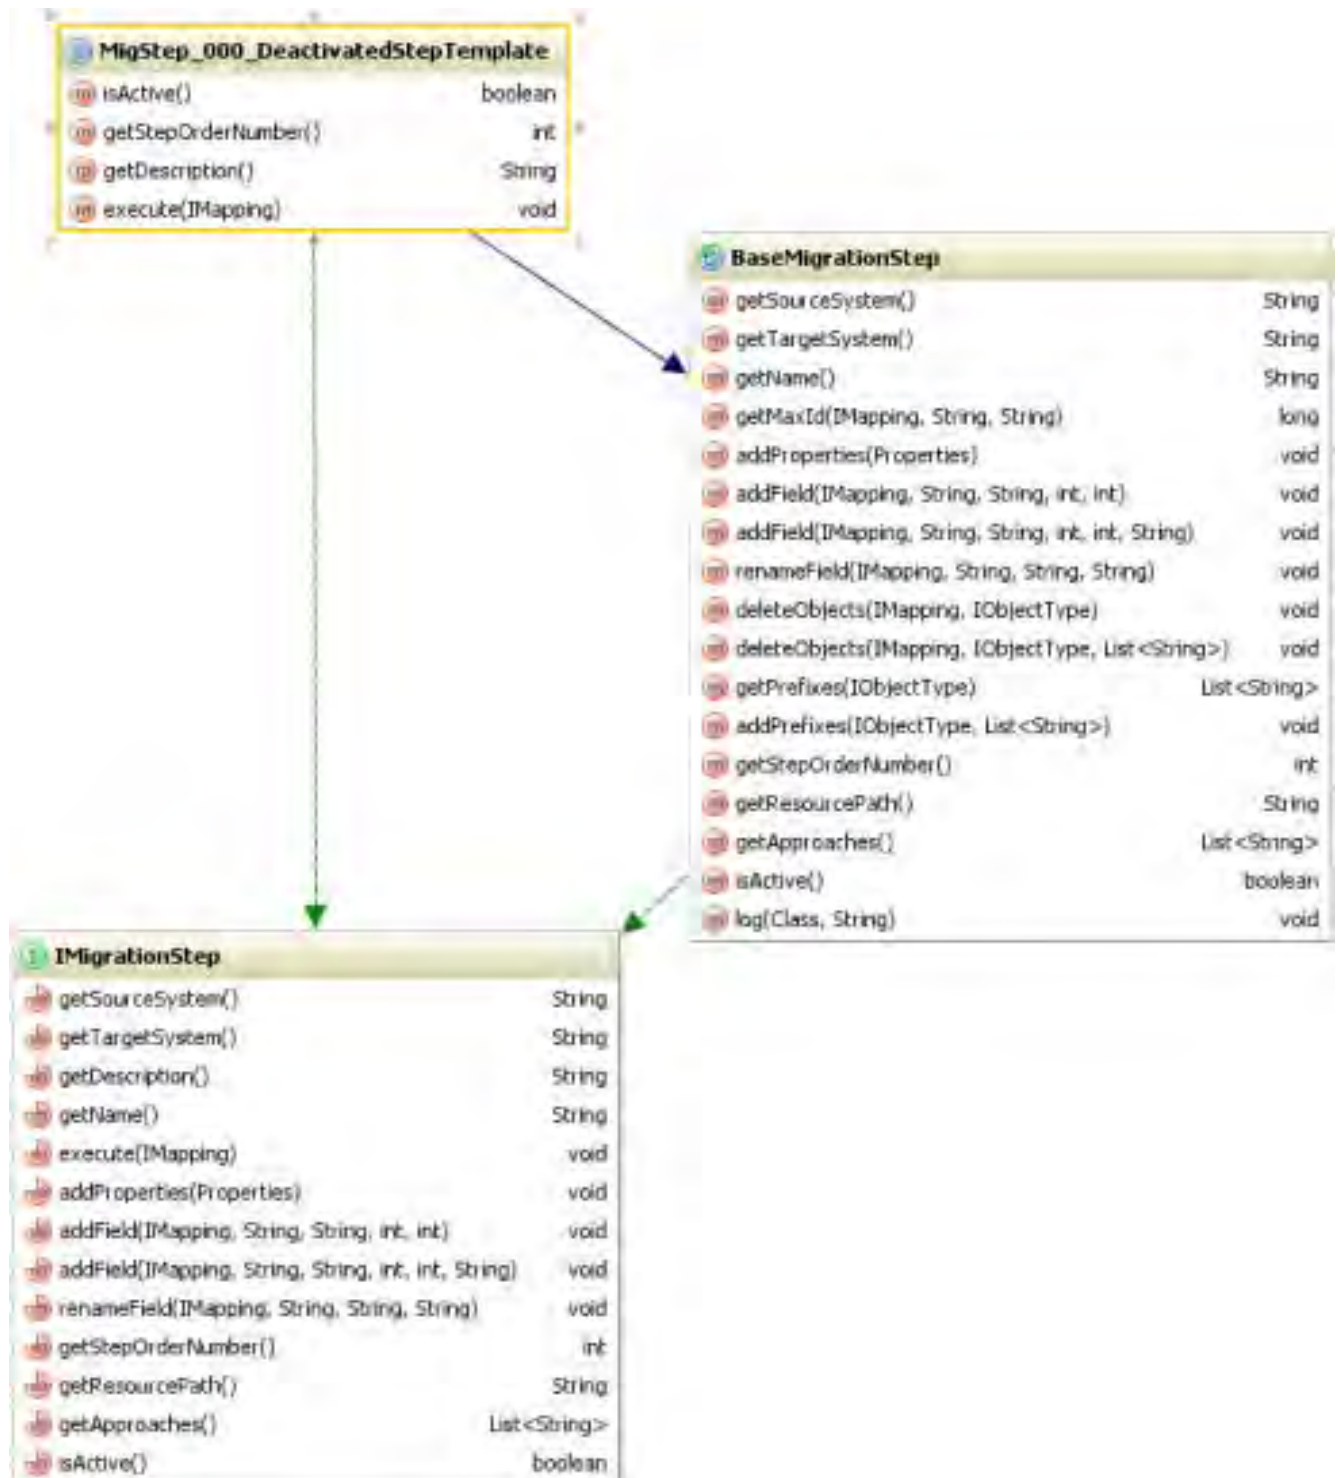 MigStep_000_DeactivatedStepTemplate
isActive() boolean
getStepOrderNumber() int
getDescription() String
execute(IMapping) void
BaseMigrationStep
getSourceSystem() String
getTargetSystem() String
getName() String
getMaxId(IMapping, String, String) long
addProperties(Properties) void
addField(IMapping, String, String, int, int) void
addField(IMapping, String, String, int, int, String) void
renameField(IMapping, String, String, String) void
deleteObjects(IMapping, IObjectType) void
deleteObjects(IMapping, IObjectType, List<String>) void
getPrefixes(IObjectType) List<String>
addPrefixes(IObjectType, List<String>) void
getStepOrderNumber() int
getResourcePath() String
getApproaches() List<String>
isActive() boolean
log(Class, String) void
IMigrationStep
getSourceSystem() String
getTargetSystem() String
getDescription() String
getName() String
execute(IMapping) void
addProperties(Properties) void
addField(IMapping, String, String, int, int) void
addField(IMapping, String, String, int, int, String) void
renameField(IMapping, String, String, String) void
getStepOrderNumber() int
getResourcePath() String
getApproaches() List<String>
isActive() boolean